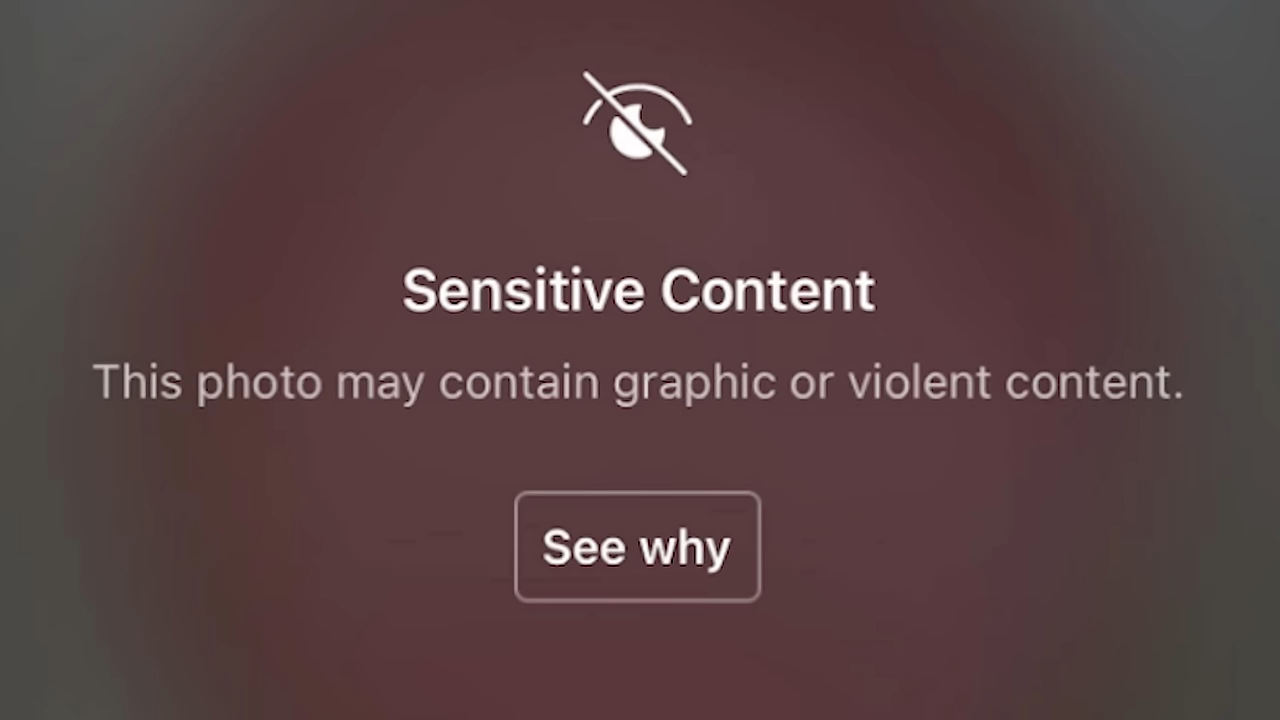 Sensitive Content
This photo may contain graphic or violent content.
See why